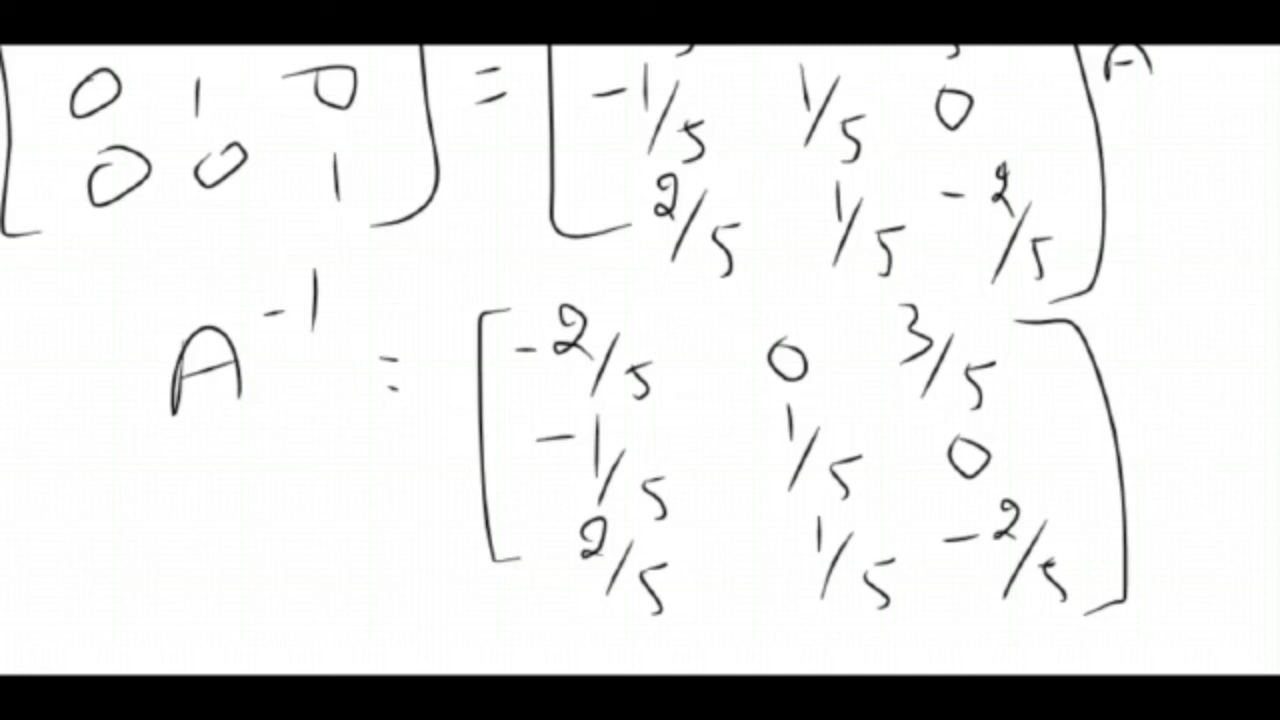 0 1 0 = -1/5 1/5 0 A
0 0 1 2/5 1/5 -2/5
A⁻¹ = -2/5 0 3/5
-1/5 1/5 0
2/5 1/5 -2/5